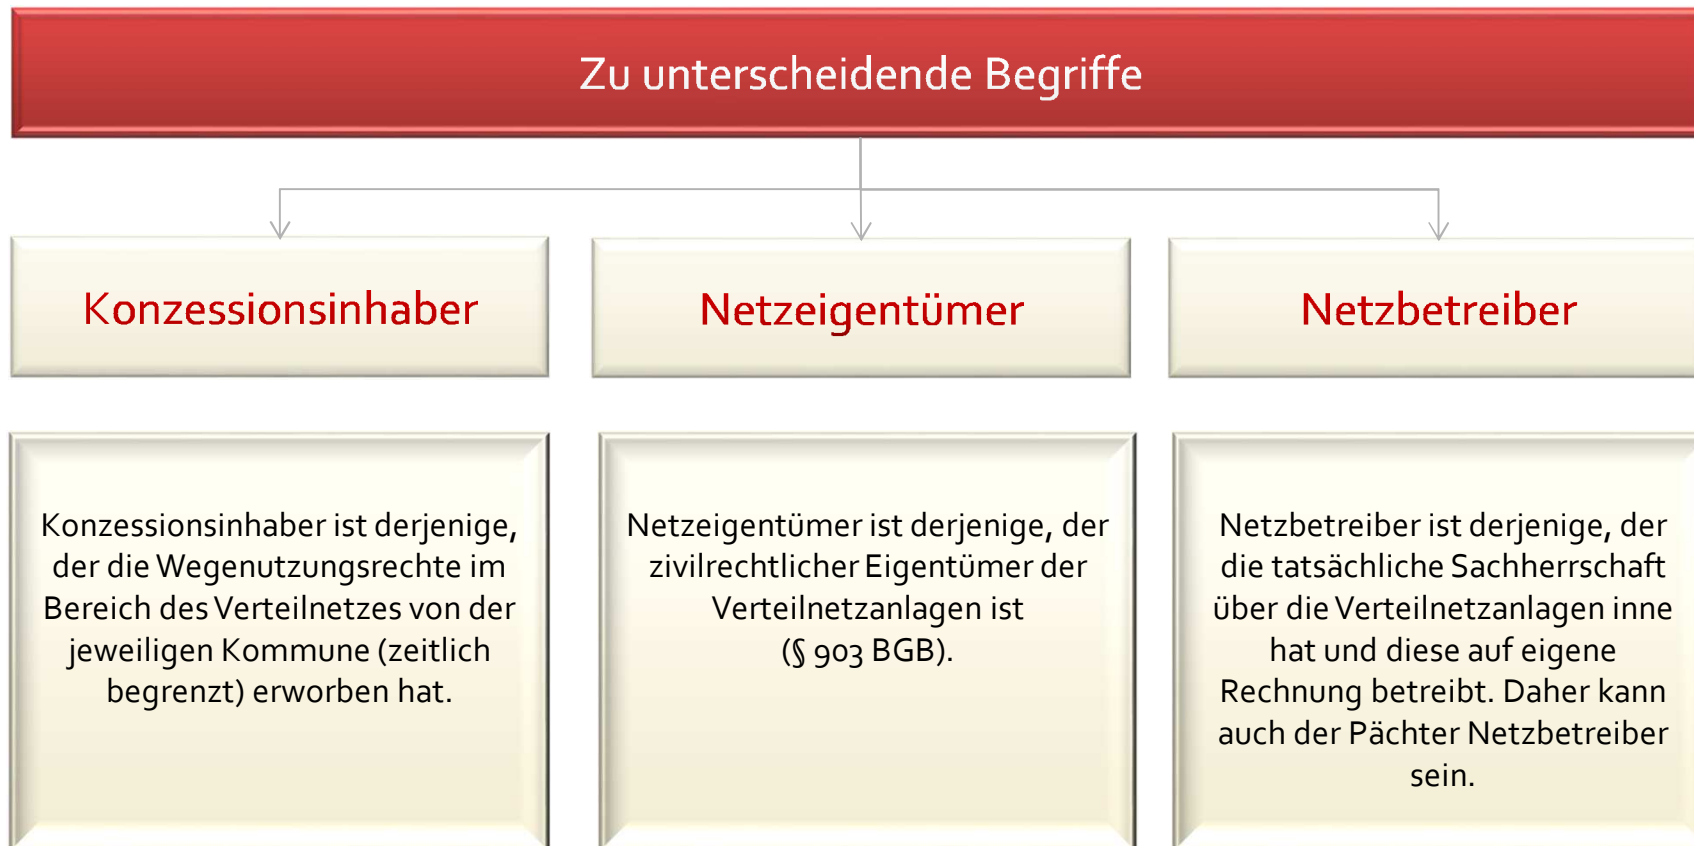 Zu unterscheidende Begriffe
Konzessionsinhaber
Netzeigentümer
Netzbetreiber
Konzessionsinhaber ist derjenige,
der die Wegenutzungsrechte im
Bereich des Verteilnetzes von der
jeweiligen Kommune (zeitlich
begrenzt) erworben hat.
Netzeigentümer ist derjenige, der
zivilrechtlicher Eigentümer der
Verteilnetzanlagen ist
(§ 903 BGB).
Netzbetreiber ist derjenige, der
die tatsächliche Sachherrschaft
über die Verteilnetzanlagen inne
hat und diese auf eigene
Rechnung betreibt. Daher kann
auch der Pächter Netzbetreiber
sein.